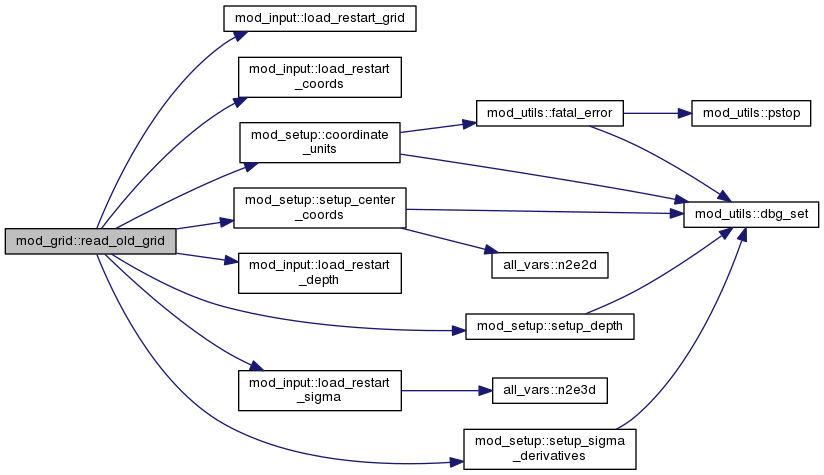 mod_input::load_restart_grid
mod_input::load_restart
_coords
mod_setup::coordinate
_units
mod_utils::fatal_error
mod_utils::pstop
mod_setup::setup_center
_coords
mod_utils::dbg_set
mod_grid::read_old_grid
mod_input::load_restart
_depth
all_vars::n2e2d
mod_setup::setup_depth
mod_input::load_restart
_sigma
all_vars::n2e3d
mod_setup::setup_sigma
_derivatives